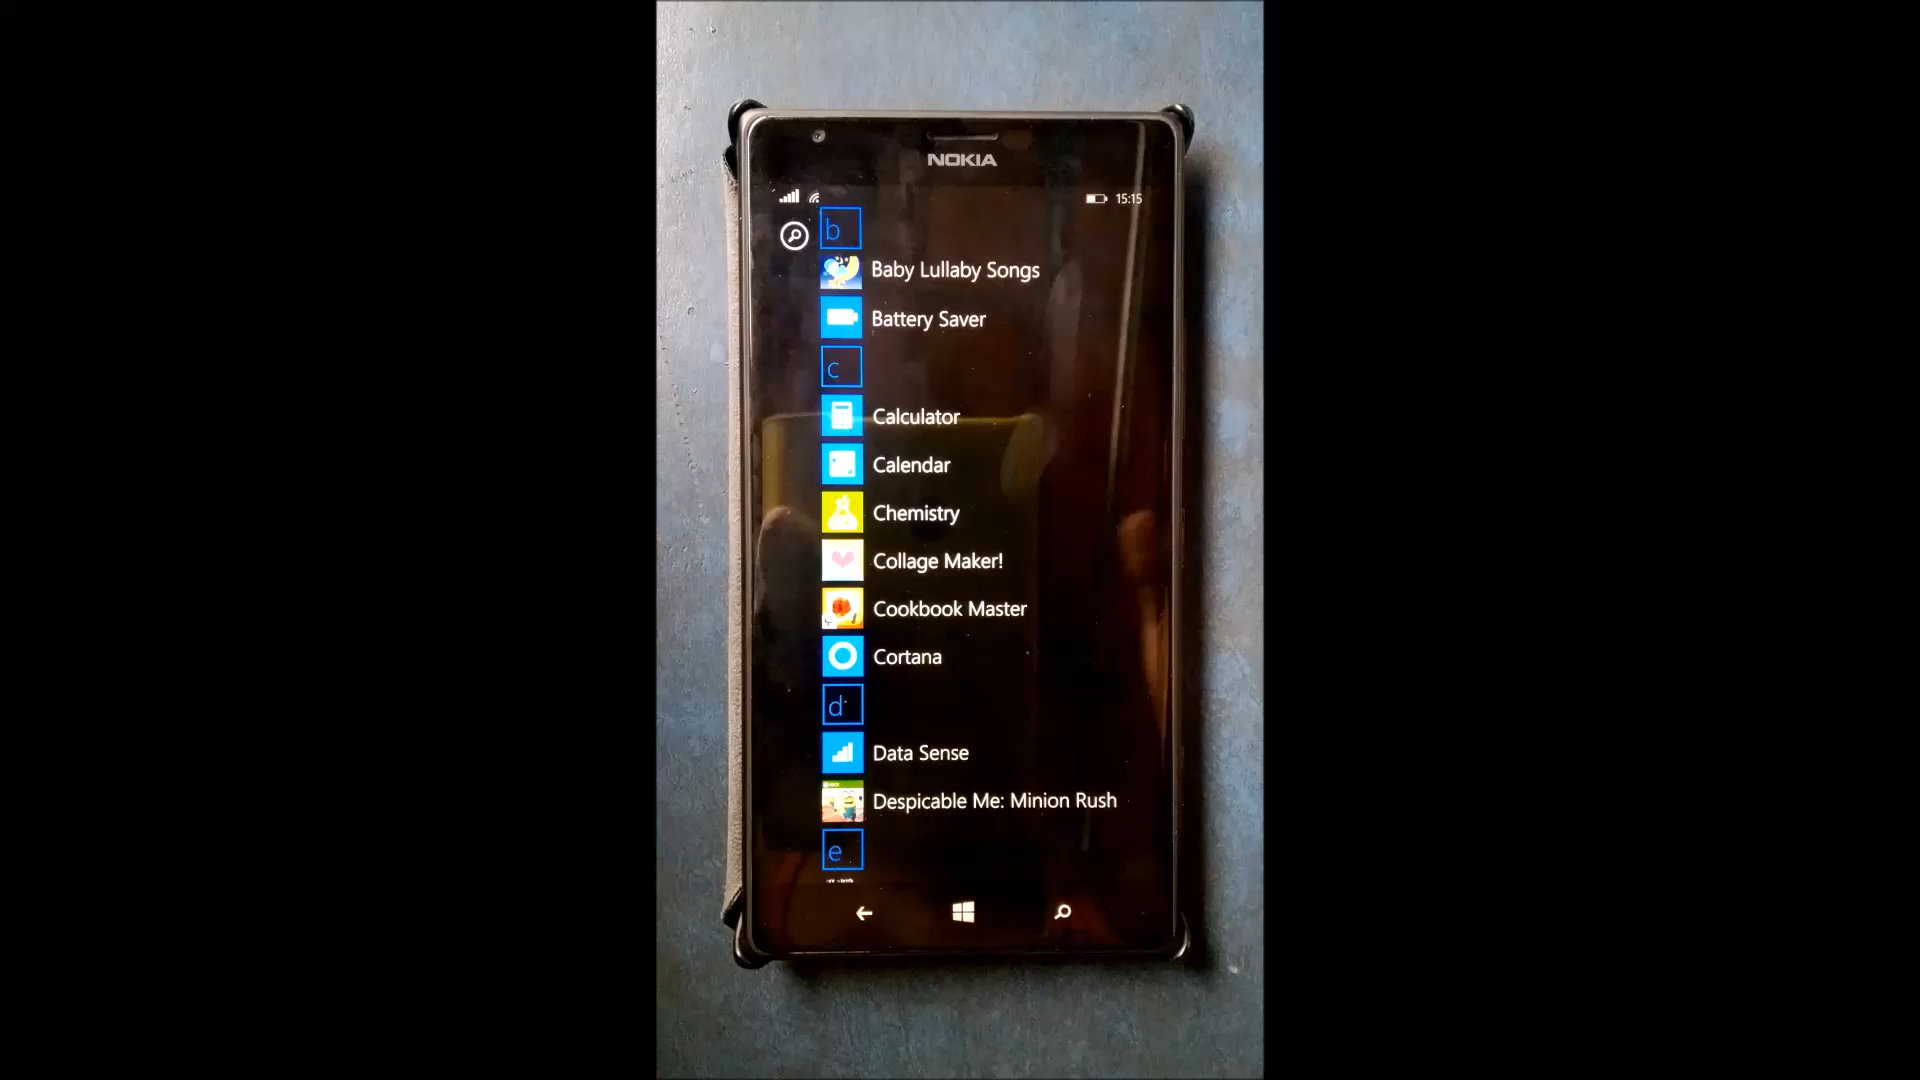 NOKIA
15:15
b
Baby Lullaby Songs
Battery Saver
c
Calculator
Calendar
Chemistry
Collage Maker!
Cookbook Master
Cortana
d
Data Sense
Despicable Me: Minion Rush
e